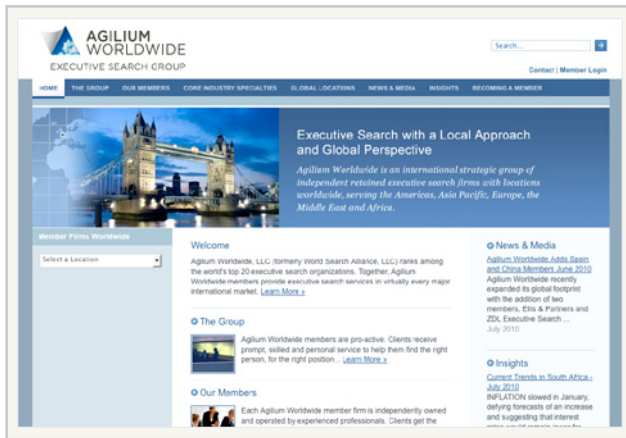 AGILIUM
WORLDWIDE
EXECUTIVE SEARCH GROUP
Search...
Contact | Member Login
HOME THE GROUP OUR MEMBERS CORE INDUSTRY SPECIALTIES GLOBAL LOCATIONS NEWS & MEDIA INSIGHTS BECOMING A MEMBER
Executive Search with a Local Approach
and Global Perspective
Agilium Worldwide is an international strategic group of
independent retained executive search firms with locations
worldwide, serving the Americas, Asia Pacific, Europe, the
Middle East and Africa.
Member Firms Worldwide
Select a Location
Welcome
Agilium Worldwide, LLC (formerly World Search Alliance, LLC) ranks among
the world's top 20 executive search organizations. Together, Agilium
Worldwide members provide executive search services in virtually every major
international market. Learn More »
The Group
Agilium Worldwide members are pro-active. Clients receive
prompt, skilled and personal service to help them find the right
person, for the right position... Learn More »
Our Members
Each Agilium Worldwide member firm is independently owned
and operated by experienced professionals. Clients get the
News & Media
Agilium Worldwide Adds Spain
and China Members June 2010
Agilium Worldwide recently
expanded its global footprint
with the addition of two
members, Ellis & Partners and
ZDL Executive Search ...
July 2010
Insights
Current Trends in South Africa -
July 2010
INFLATION slowed in January,
defying forecasts of an increase
and suggesting that interest